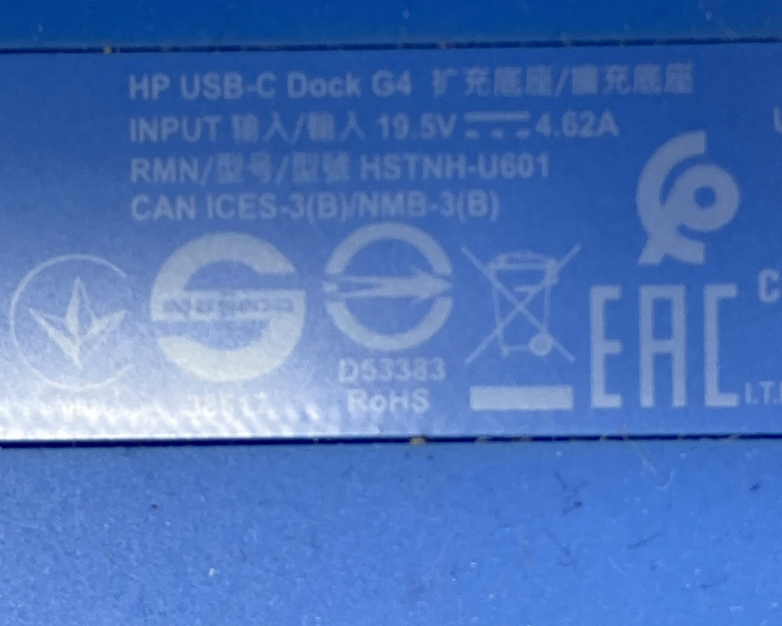 HP USB-C Dock G4 扩充底座/擴充底座
INPUT 输入/輸入 19.5V ⎓ 4.62A
RMN/型号/型號 HSTNH-U601
CAN ICES-3(B)/NMB-3(B)
D53383
RoHS
EAC
I.T.